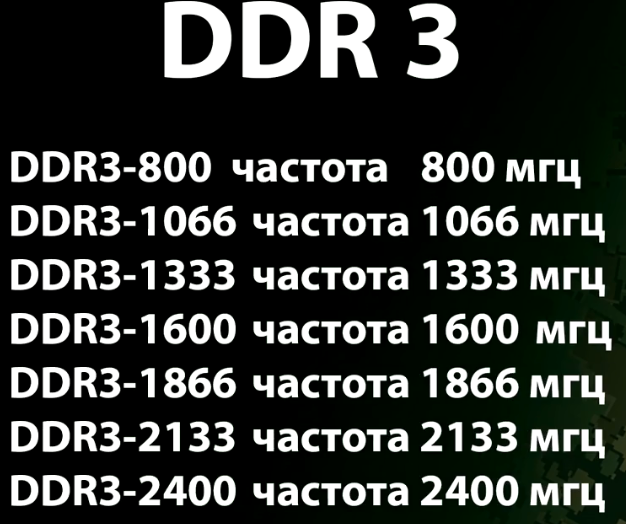 DDR 3
DDR3-800 частота 800 мгц
DDR3-1066 частота 1066 мгц
DDR3-1333 частота 1333 мгц
DDR3-1600 частота 1600 мгц
DDR3-1866 частота 1866 мгц
DDR3-2133 частота 2133 мгц
DDR3-2400 частота 2400 мгц